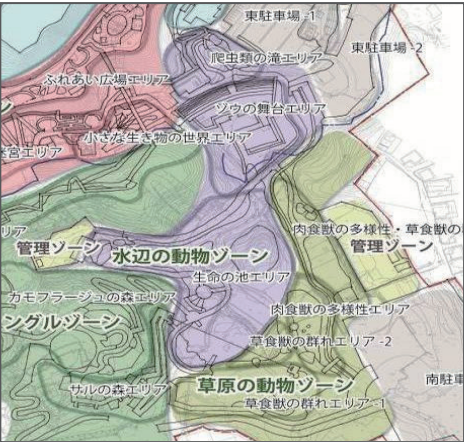 東駐車場-1
東駐車場-2
爬虫類の滝エリア
ふれあい広場エリア
ゾウの舞台エリア
小さな生き物の世界エリア
宮エリア
肉食獣の多様性・草食獣の
管理ゾーン
管理ゾーン
水辺の動物ゾーン
生命の池エリア
カモフラージュの森エリア
肉食獣の多様性エリア
ングルゾーン
草食獣の群れエリア-2
サルの森エリア
草原の動物ゾーン
南駐車
草食獣の群れエリア-1